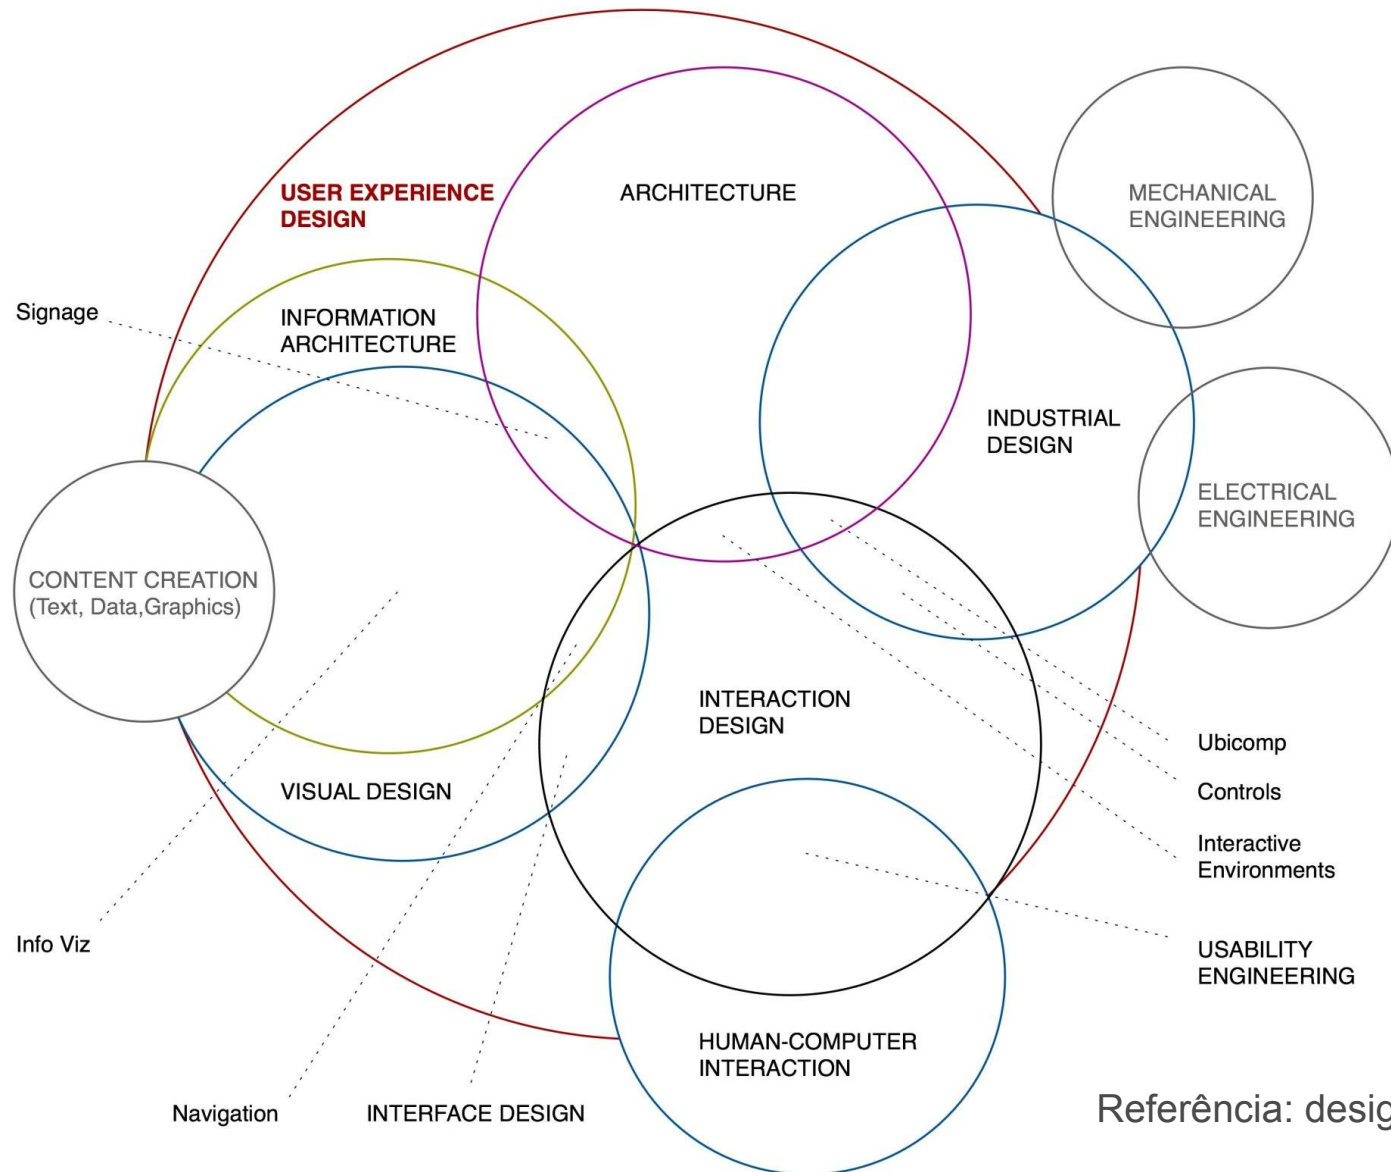 USER EXPERIENCE
DESIGN
ARCHITECTURE
MECHANICAL
ENGINEERING
Signage
INFORMATION
ARCHITECTURE
INDUSTRIAL
DESIGN
ELECTRICAL
ENGINEERING
CONTENT CREATION
(Text, Data,Graphics)
INTERACTION
DESIGN
VISUAL DESIGN
Ubicomp
Controls
Interactive
Environments
Info Viz
USABILITY
ENGINEERING
HUMAN-COMPUTER
INTERACTION
Navigation
INTERFACE DESIGN
Referência: desig